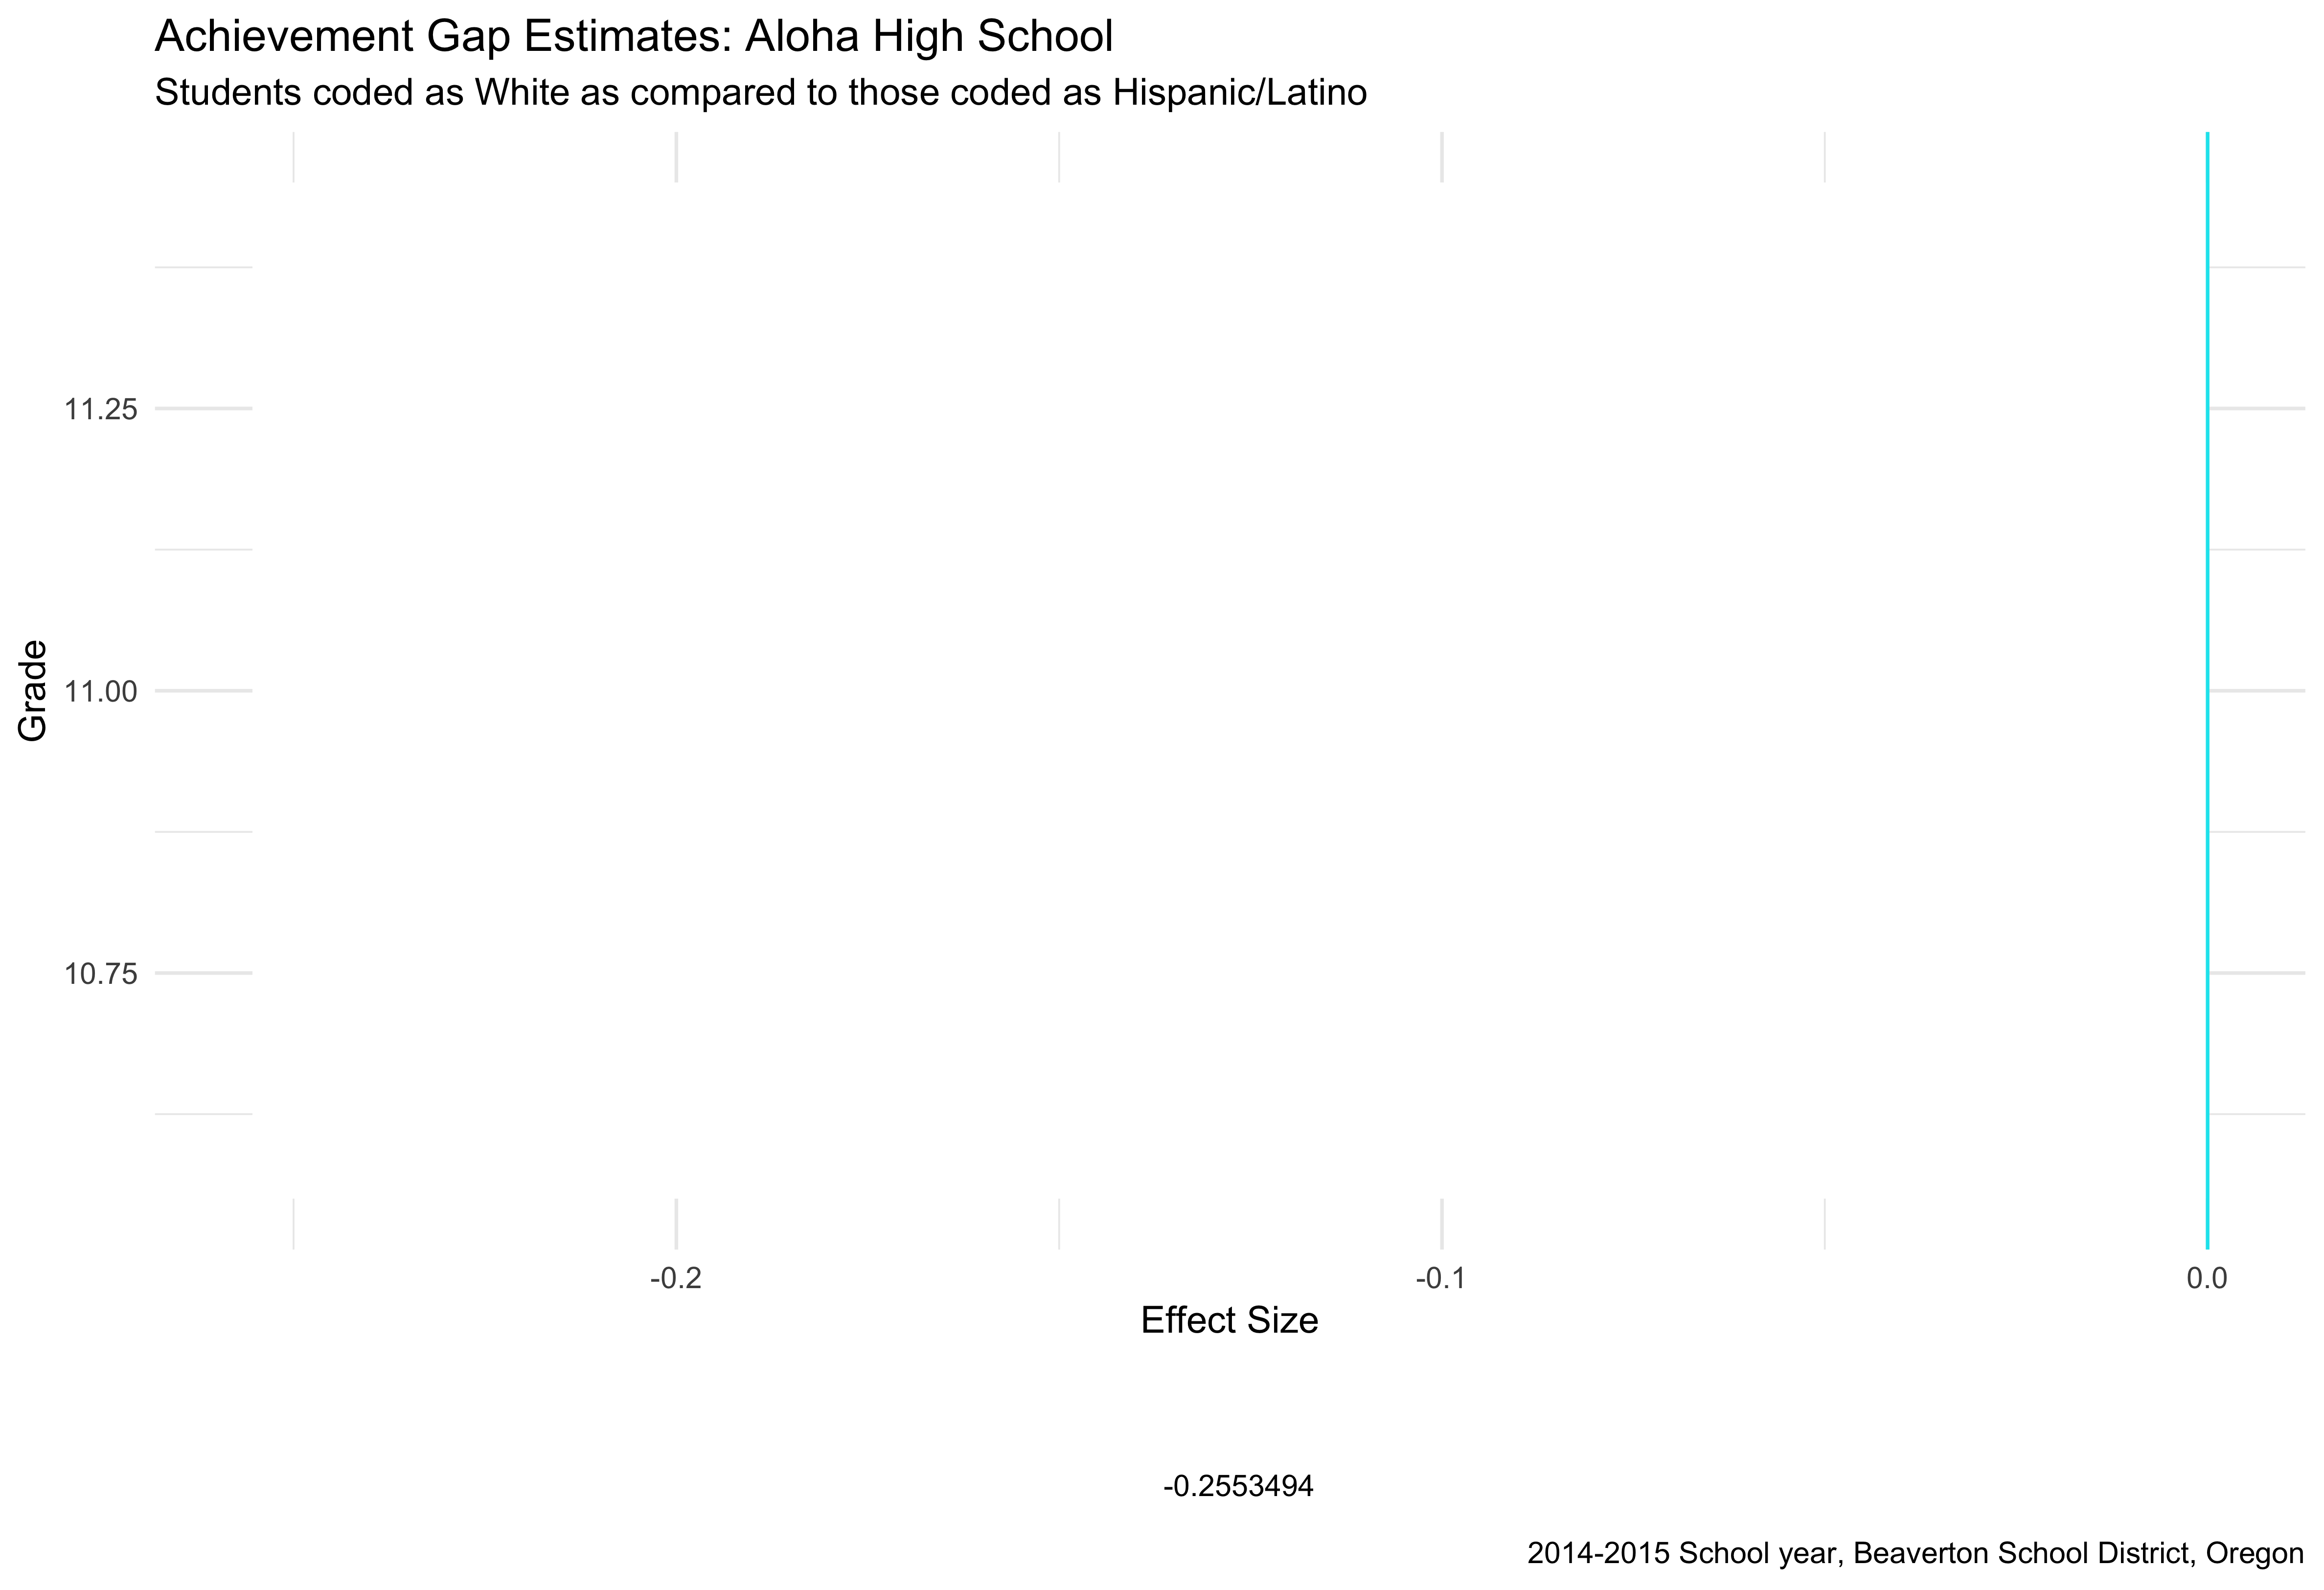 Achievement Gap Estimates: Aloha High School
Students coded as White as compared to those coded as Hispanic/Latino
Grade
11.25
11.00
10.75
-0.2
-0.1
0.0
Effect Size
-0.2553494
2014-2015 School year, Beaverton School District, Oregon